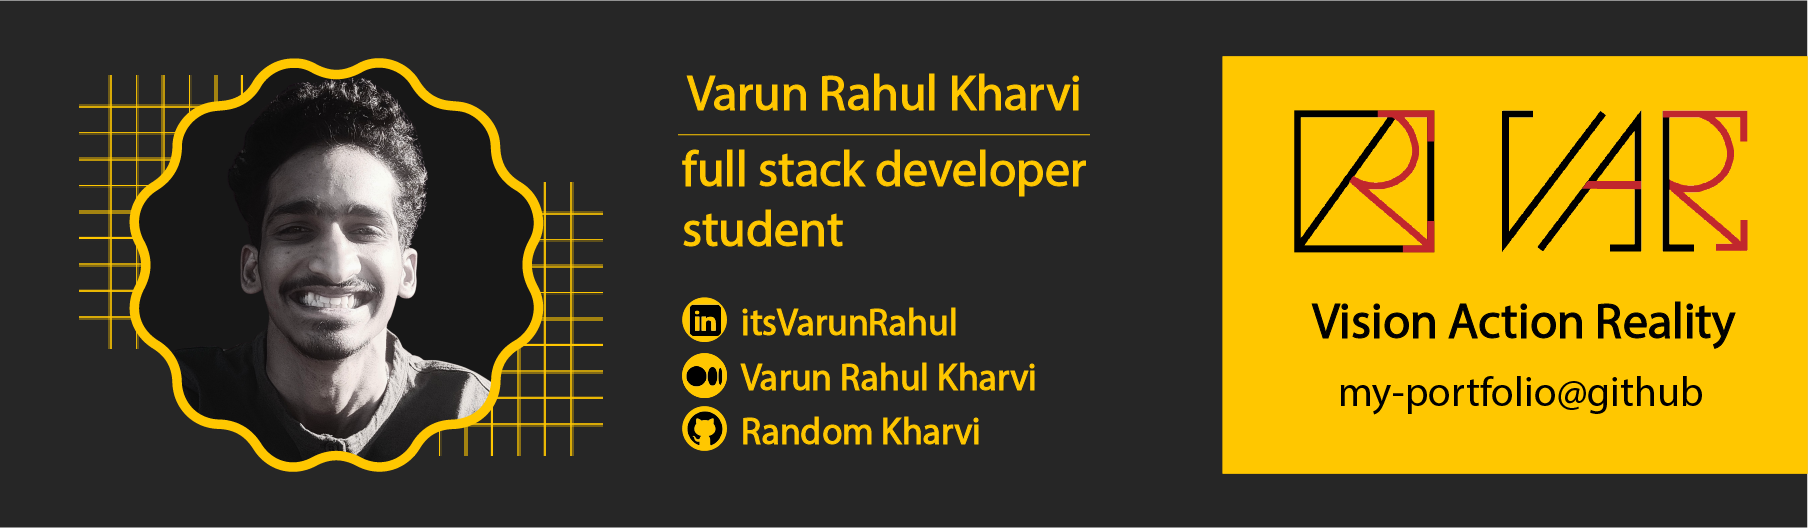 Varun Rahul Kharvi
full stack developer
student
itsVarunRahul
Varun Rahul Kharvi
Random Kharvi
VAR
Vision Action Reality
my-portfolio@github